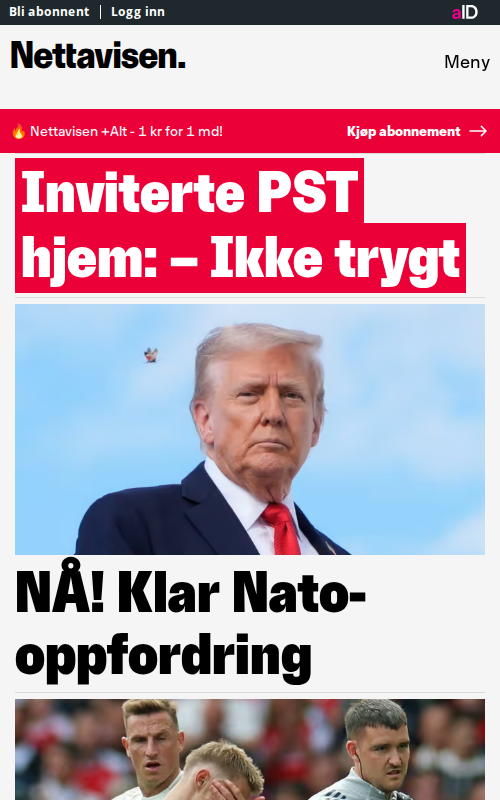 Bli abonnent | Logg inn
aID
Nettavisen.
Meny
🔥 Nettavisen +Alt - 1 kr for 1 md!
Kjøp abonnement →
Inviterte PST
hjem: – Ikke trygt
NÅ! Klar Nato-
oppfordring